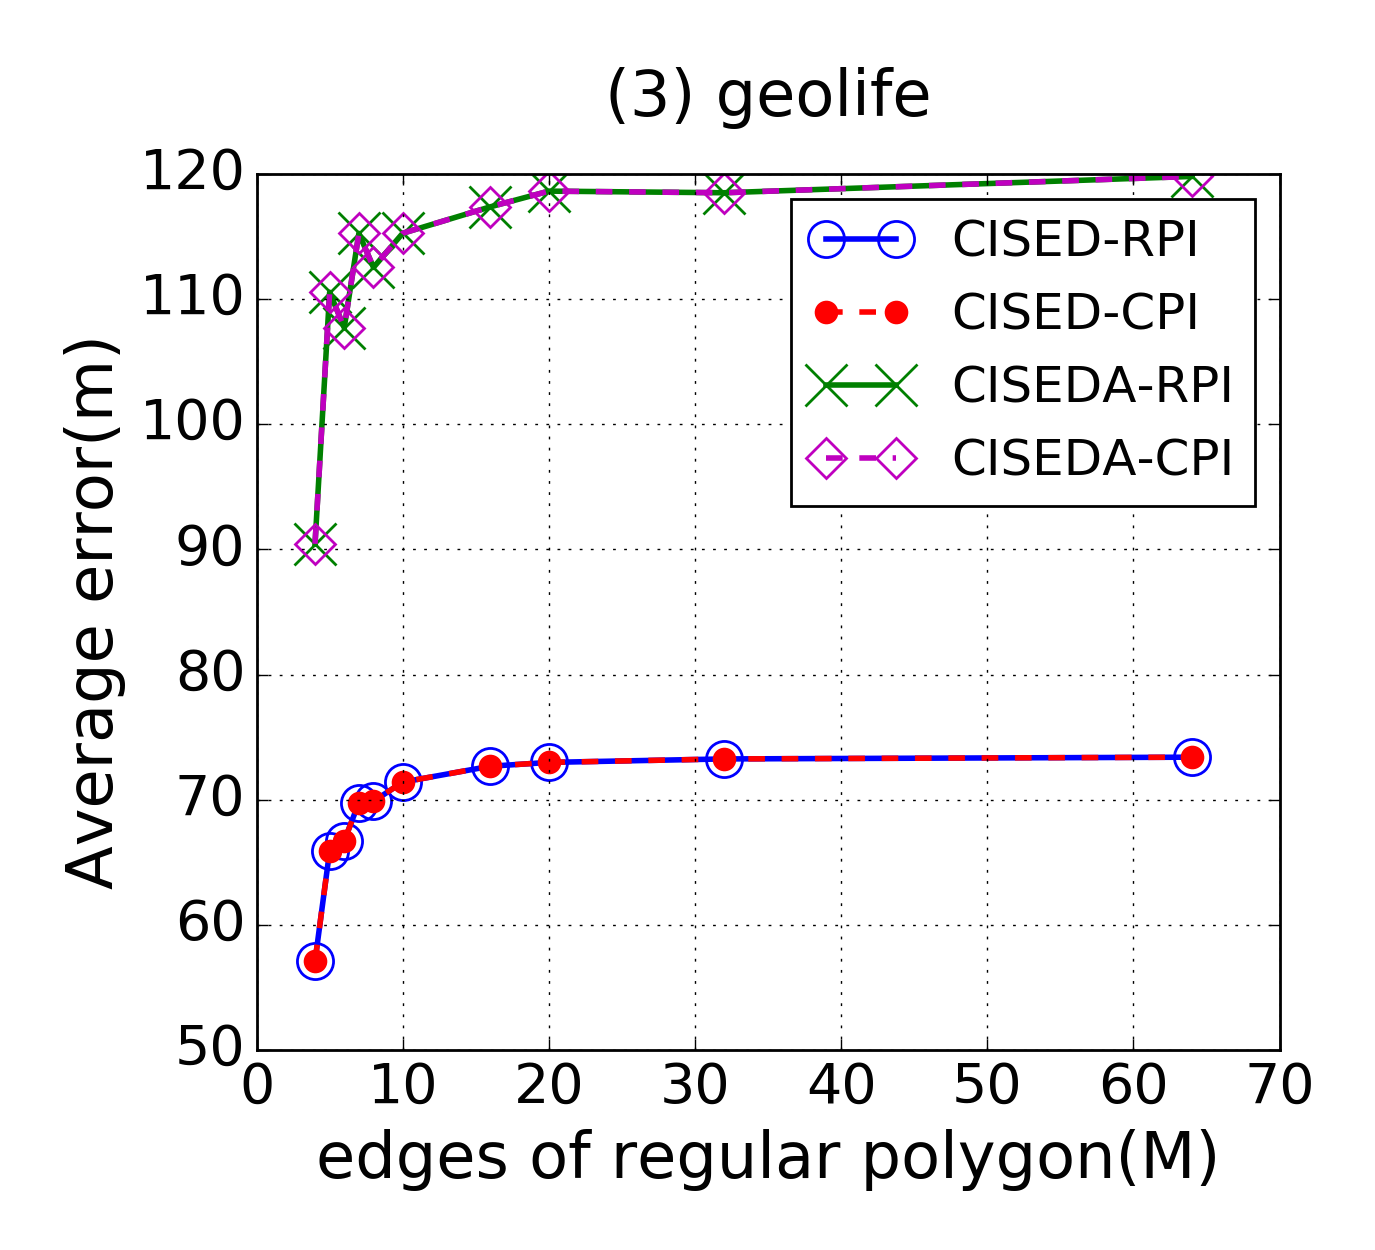 (3) geolife
120
110
100
90
80
70
60
50
Average error(m)
CISED-RPI
CISED-CPI
CISEDA-RPI
CISEDA-CPI
0 10 20 30 40 50 60 70
edges of regular polygon(M)